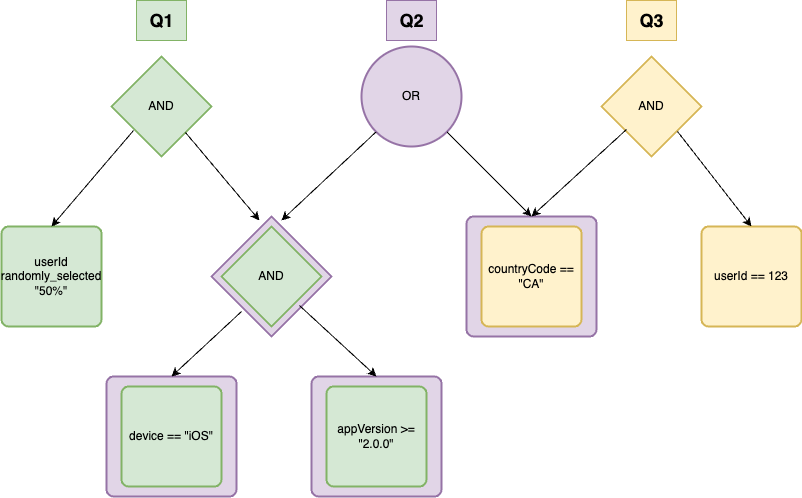 Q1
Q2
Q3
AND
OR
AND
userId
randomly_selected
"50%"
AND
countryCode ==
"CA"
userId == 123
device == "iOS"
appVersion >=
"2.0.0"